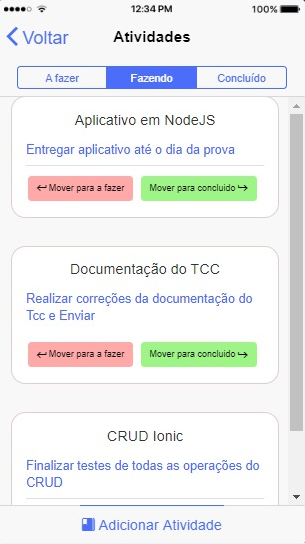 12:34 PM
100%
Voltar
Atividades
A fazer
Fazendo
Concluído
Aplicativo em NodeJS
Entregar aplicativo até o dia da prova
Mover para a fazer
Mover para concluido
Documentação do TCC
Realizar correções da documentação do
Tcc e Enviar
Mover para a fazer
Mover para concluido
CRUD Ionic
Finalizar testes de todas as operações do
CRUD
Adicionar Atividade